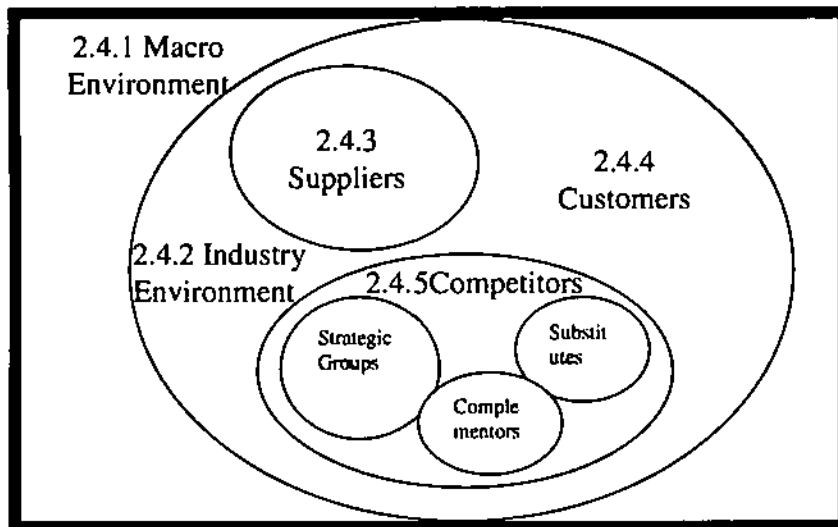 2.4.1 Macro
Environment
2.4.3
Suppliers
2.4.4
Customers
2.4.2 Industry
Environment
2.4.5Competitors
Strategic
Groups
Substit
utes
Comple
mentors